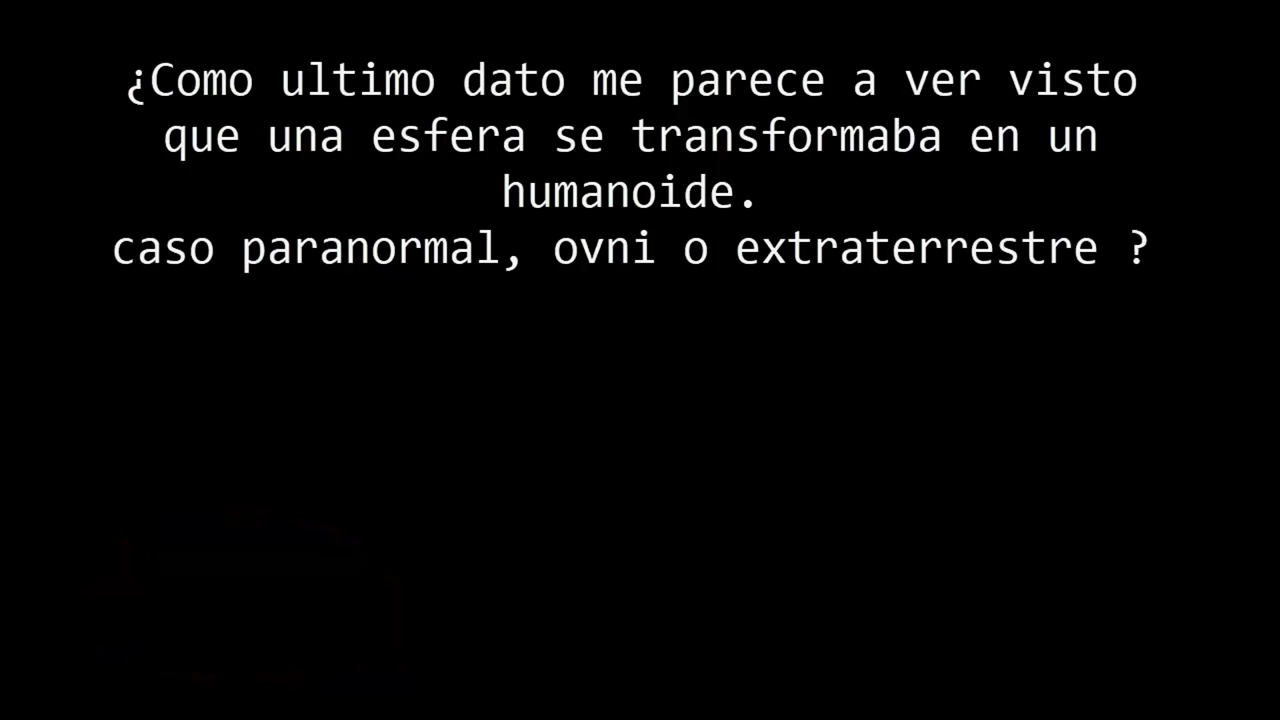 ¿Como ultimo dato me parece a ver visto
que una esfera se transformaba en un
humanoide.
caso paranormal, ovni o extraterrestre ?